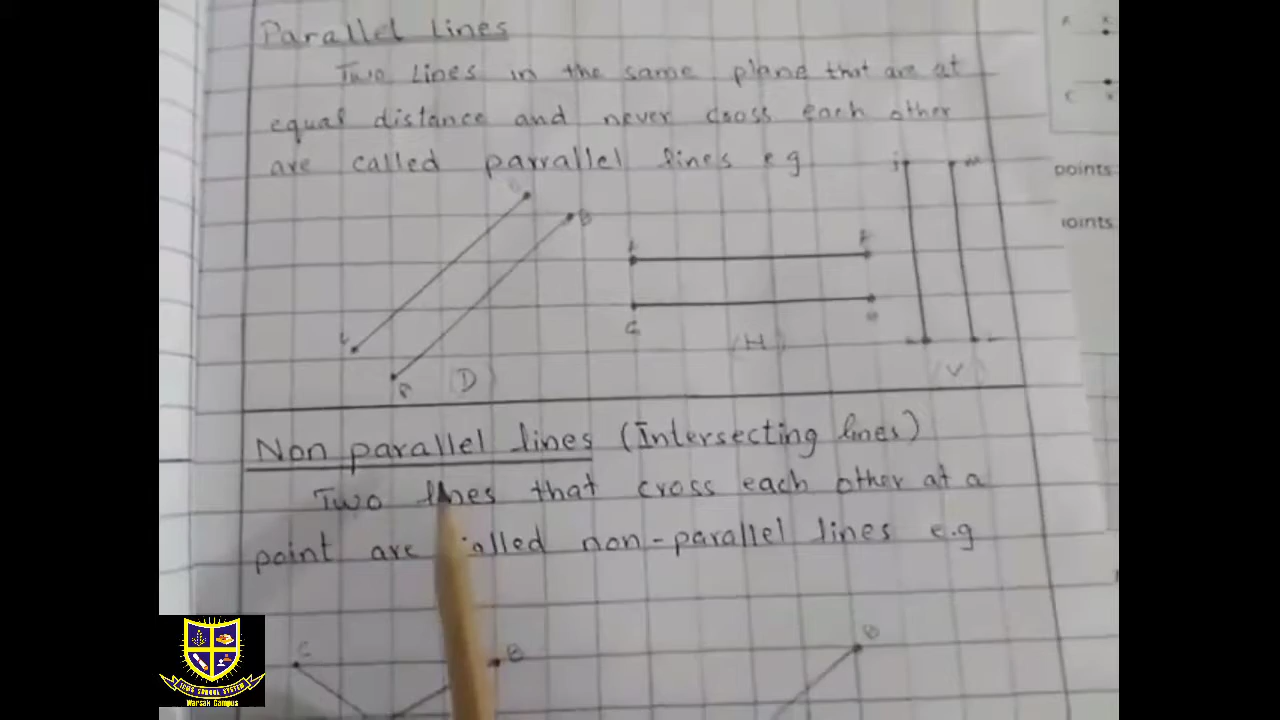 Parallel Lines
Two Lines in the same plane that are at
equal distance and never cross each other
are called parrallel lines e g
B
D
(H)
(V)
Non parallel lines (Intersecting lines)
Two lines that cross each other at a
point are called non-parallel lines e.g
C
B
D
points
points
Warsak Campus